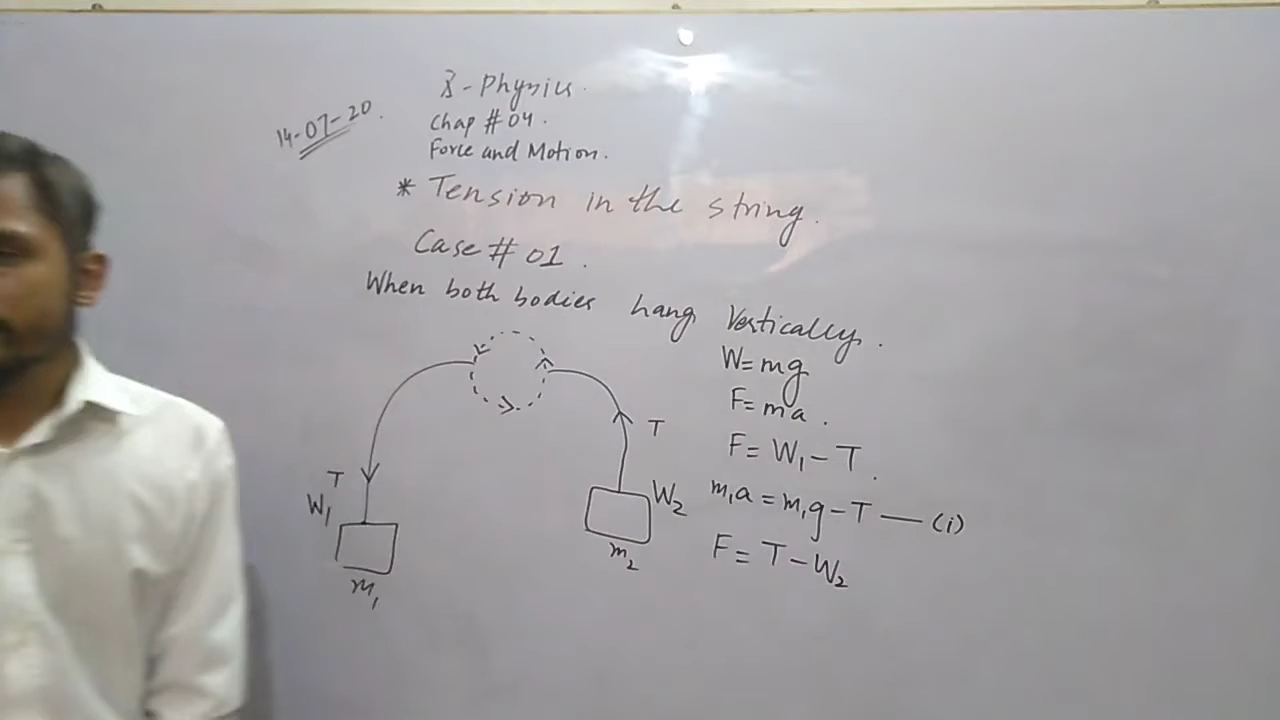 14-07-20.
X-Physics.
Chap # 04.
Force and Motion.
* Tension in the string.
Case # 01.
When both bodies hang Vertically.
W=mg
F=ma.
F= W₁-T.
m₁a = m₁g-T — (i)
F= T-W₂
T
W₁
m₁
T
W₂
m₂